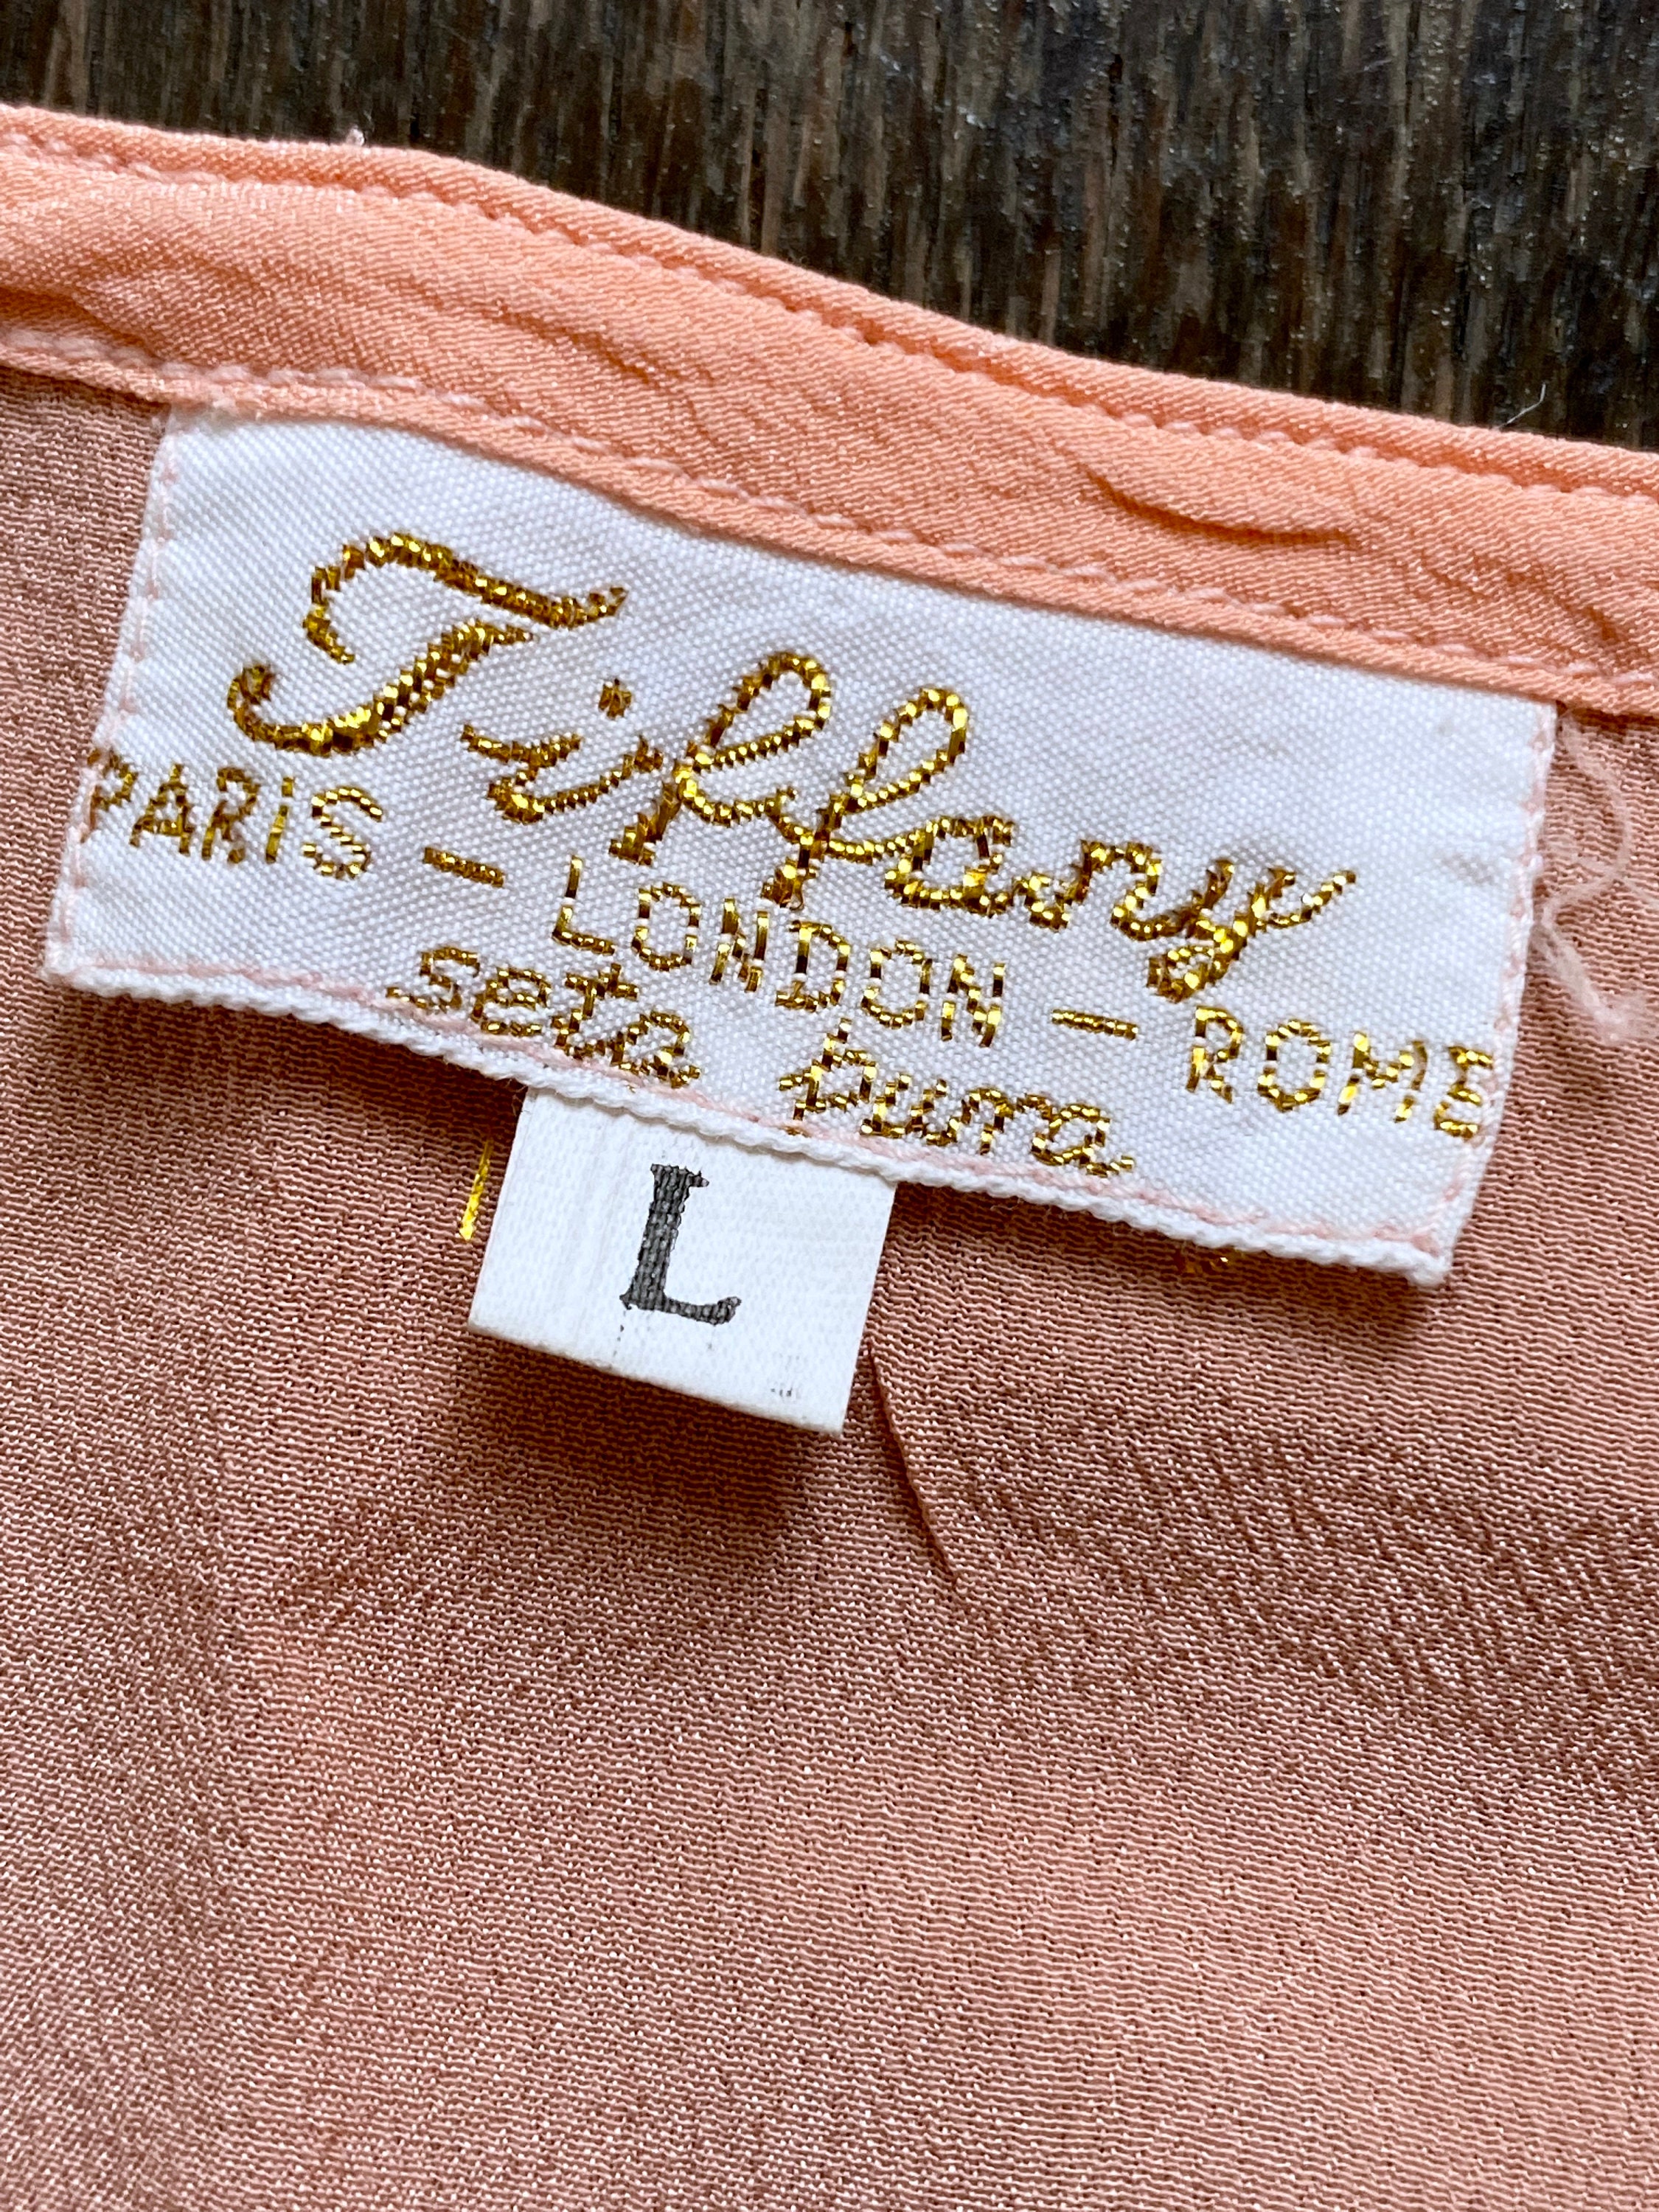 Tiffany
PARIS - LONDON - ROME
seta pura
L